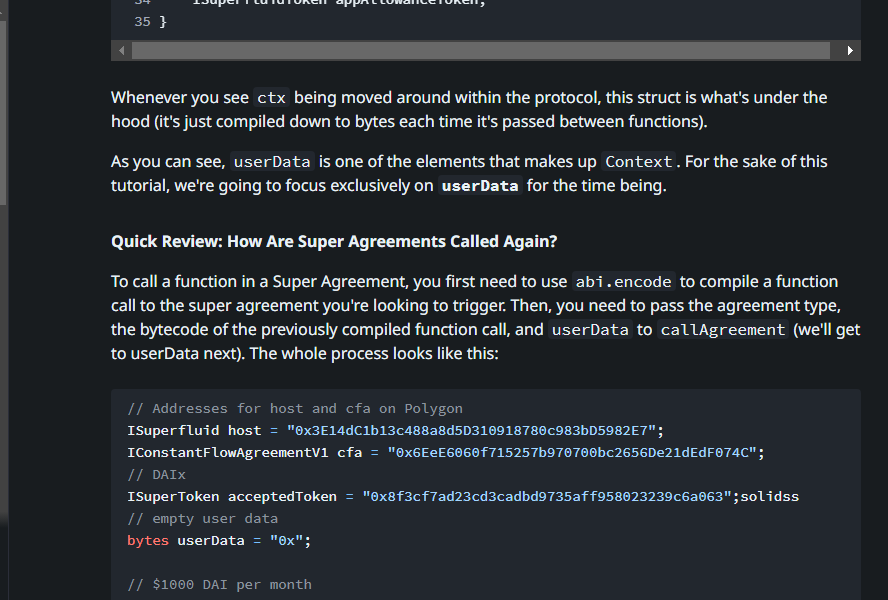 34 ISuperfluidToken appAllowanceToken;
35 }
Whenever you see ctx being moved around within the protocol, this struct is what's under the
hood (it's just compiled down to bytes each time it's passed between functions).
As you can see, userData is one of the elements that makes up Context. For the sake of this
tutorial, we're going to focus exclusively on userData for the time being.
Quick Review: How Are Super Agreements Called Again?
To call a function in a Super Agreement, you first need to use abi.encode to compile a function
call to the super agreement you're looking to trigger. Then, you need to pass the agreement type,
the bytecode of the previously compiled function call, and userData to callAgreement (we'll get
to userData next). The whole process looks like this:
// Addresses for host and cfa on Polygon
ISuperfluid host = "0x3E14dC1b13c488a8d5D310918780c983bD5982E7";
IConstantFlowAgreementV1 cfa = "0x6EeE6060f715257b970700bc2656De21dEdF074C";
// DAIx
ISuperToken acceptedToken = "0x8f3cf7ad23cd3cadbd9735aff958023239c6a063";solidss
// empty user data
bytes userData = "0x";
// $1000 DAI per month